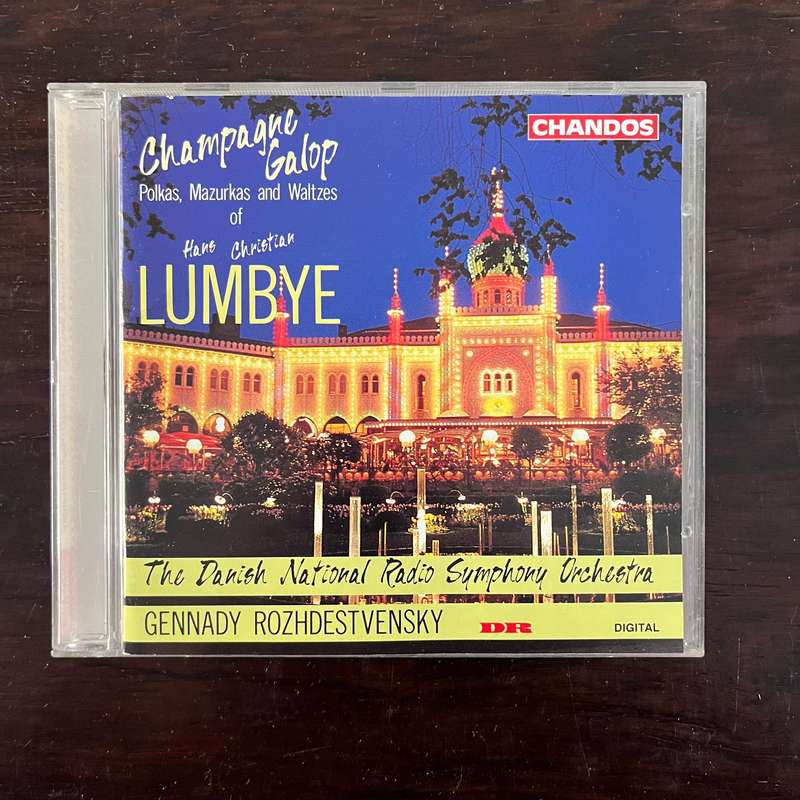 Champagne
Galop
Polkas, Mazurkas and Waltzes
of
Hans Christian
LUMBYE
CHANDOS
The Danish National Radio Symphony Orchestra
GENNADY ROZHDESTVENSKY
DR
DIGITAL